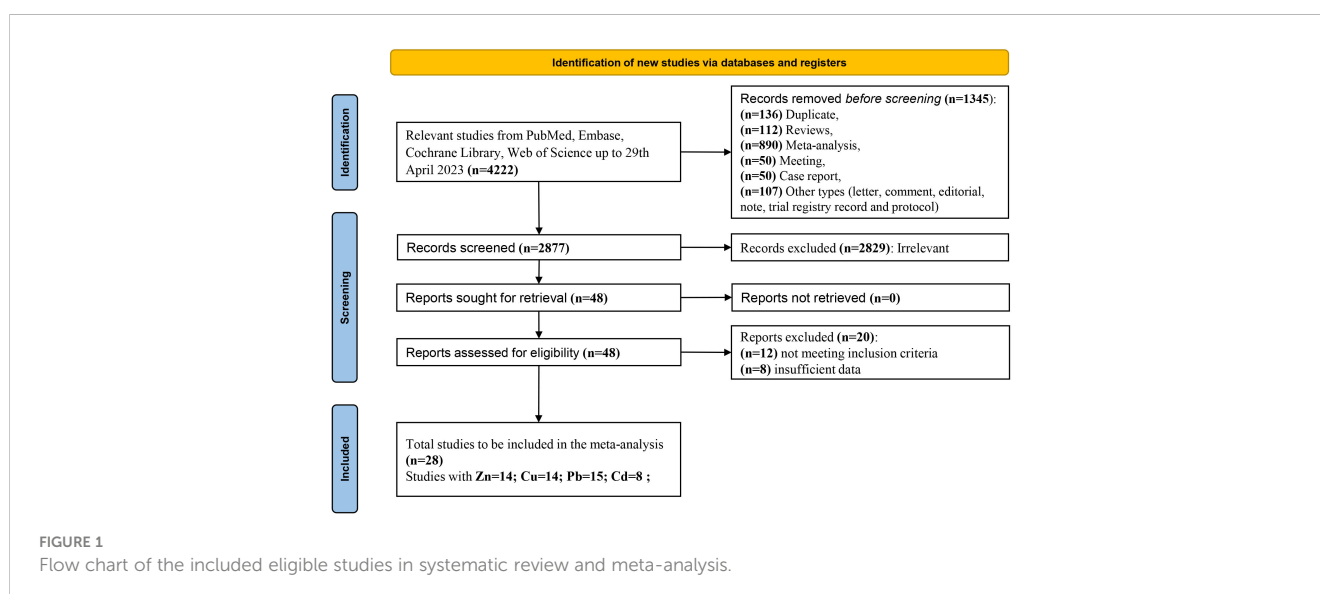 Identification of new studies via databases and registers
Identification
Relevant studies from PubMed, Embase,
Cochrane Library, Web of Science up to 29th
April 2023 (n=4222)
Records removed before screening (n=1345):
(n=136) Duplicate,
(n=112) Reviews,
(n=890) Meta-analysis,
(n=50) Meeting,
(n=50) Case report,
(n=107) Other types (letter, comment, editorial,
note, trial registry record and protocol)
Screening
Records screened (n=2877)
Records excluded (n=2829): Irrelevant
Reports sought for retrieval (n=48)
Reports not retrieved (n=0)
Reports assessed for eligibility (n=48)
Reports excluded (n=20):
(n=12) not meeting inclusion criteria
(n=8) insufficient data
Included
Total studies to be included in the meta-analysis
(n=28)
Studies with Zn=14; Cu=14; Pb=15; Cd=8 ;
FIGURE 1
Flow chart of the included eligible studies in systematic review and meta-analysis.